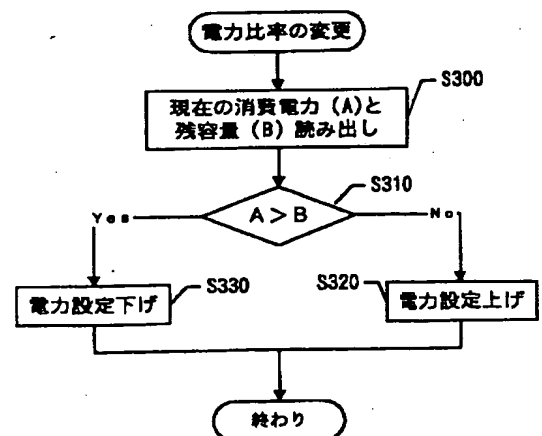 電力比率の変更
S300
現在の消費電力 (A)と
残容量 (B) 読み出し
S310
A > B
Yes
No
S330
電力設定下げ
S320
電力設定上げ
終わり